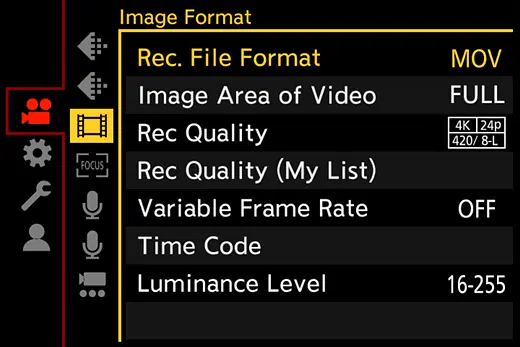 Image Format
Rec. File Format MOV
Image Area of Video FULL
Rec Quality 4K 24p
420/ 8-L
Rec Quality (My List)
FOCUS
Variable Frame Rate OFF
Time Code
Luminance Level 16-255